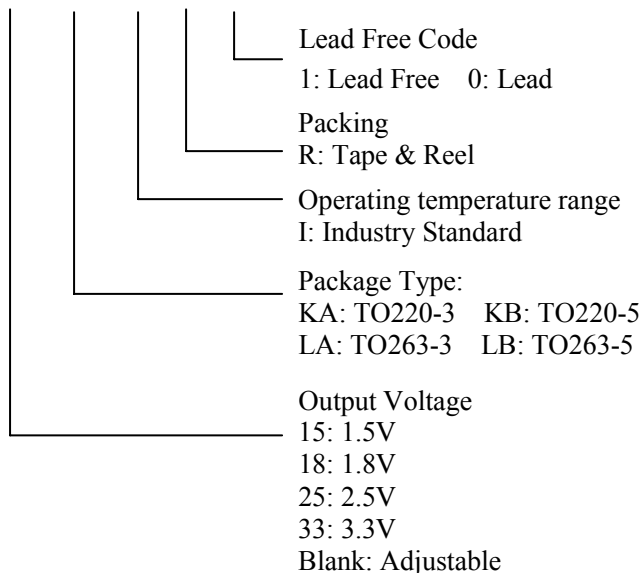 Lead Free Code
1: Lead Free 0: Lead
Packing
R: Tape & Reel
Operating temperature range
I: Industry Standard
Package Type:
KA: TO220-3 KB: TO220-5
LA: TO263-3 LB: TO263-5
Output Voltage
15: 1.5V
18: 1.8V
25: 2.5V
33: 3.3V
Blank: Adjustable